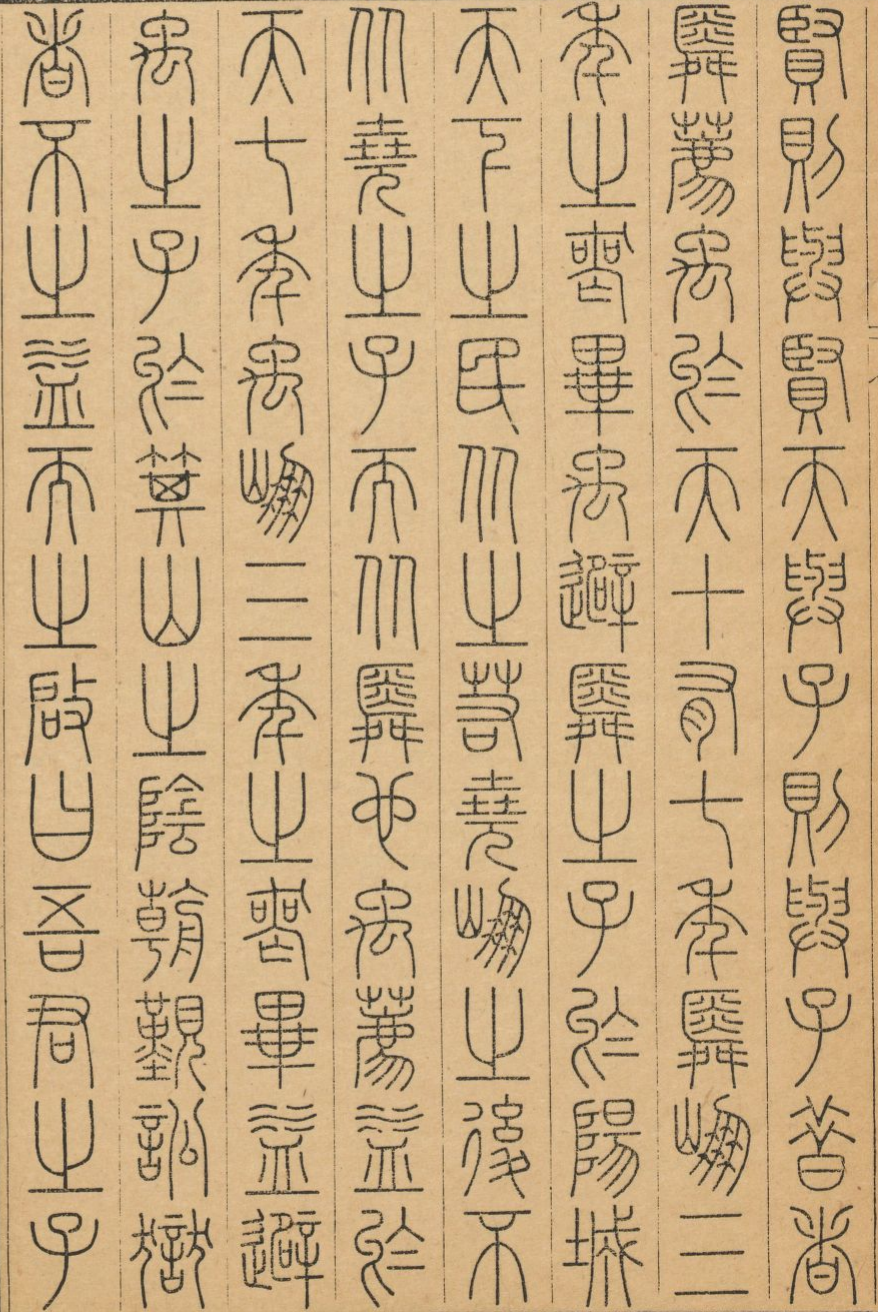 賢則與賢天與子則與子昔者
舜薦禹於天十有七年舜崩三
年之喪畢禹避舜之子於陽城
天下之民从之若堯崩之後不
从堯之子而从舜也禹薦益於
天七年禹崩三年之喪畢益避
禹之子於箕山之陰朝覲訟獄
者不之益而之啟曰吾君之子